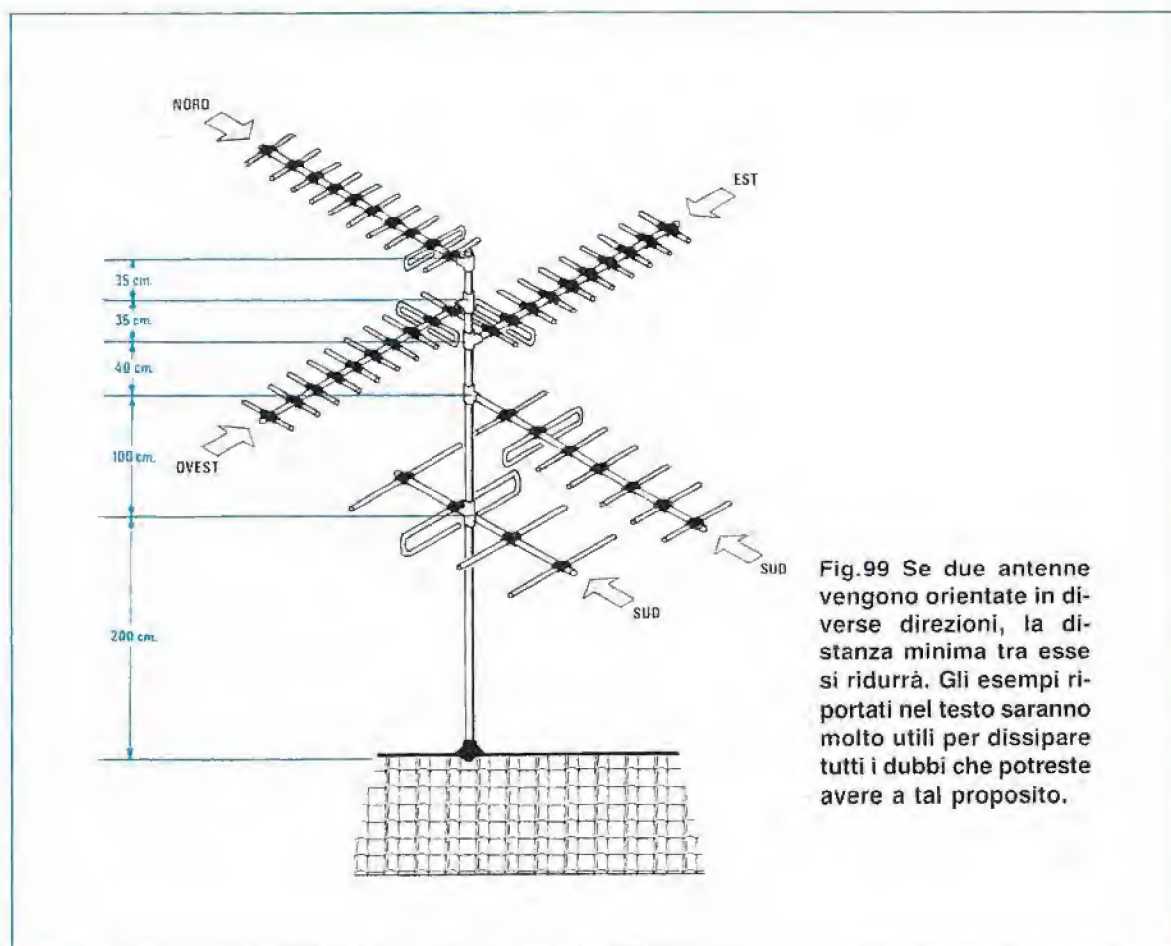 NORD
EST
35 cm.
35 cm.
40 cm.
100 cm.
OVEST
200 cm.
SUD
SUD
Fig.99 Se due antenne
vengono orientate in di-
verse direzioni, la di-
stanza minima tra esse
si ridurrà. Gli esempi ri-
portati nel testo saranno
molto utili per dissipare
tutti i dubbi che potreste
avere a tal proposito.